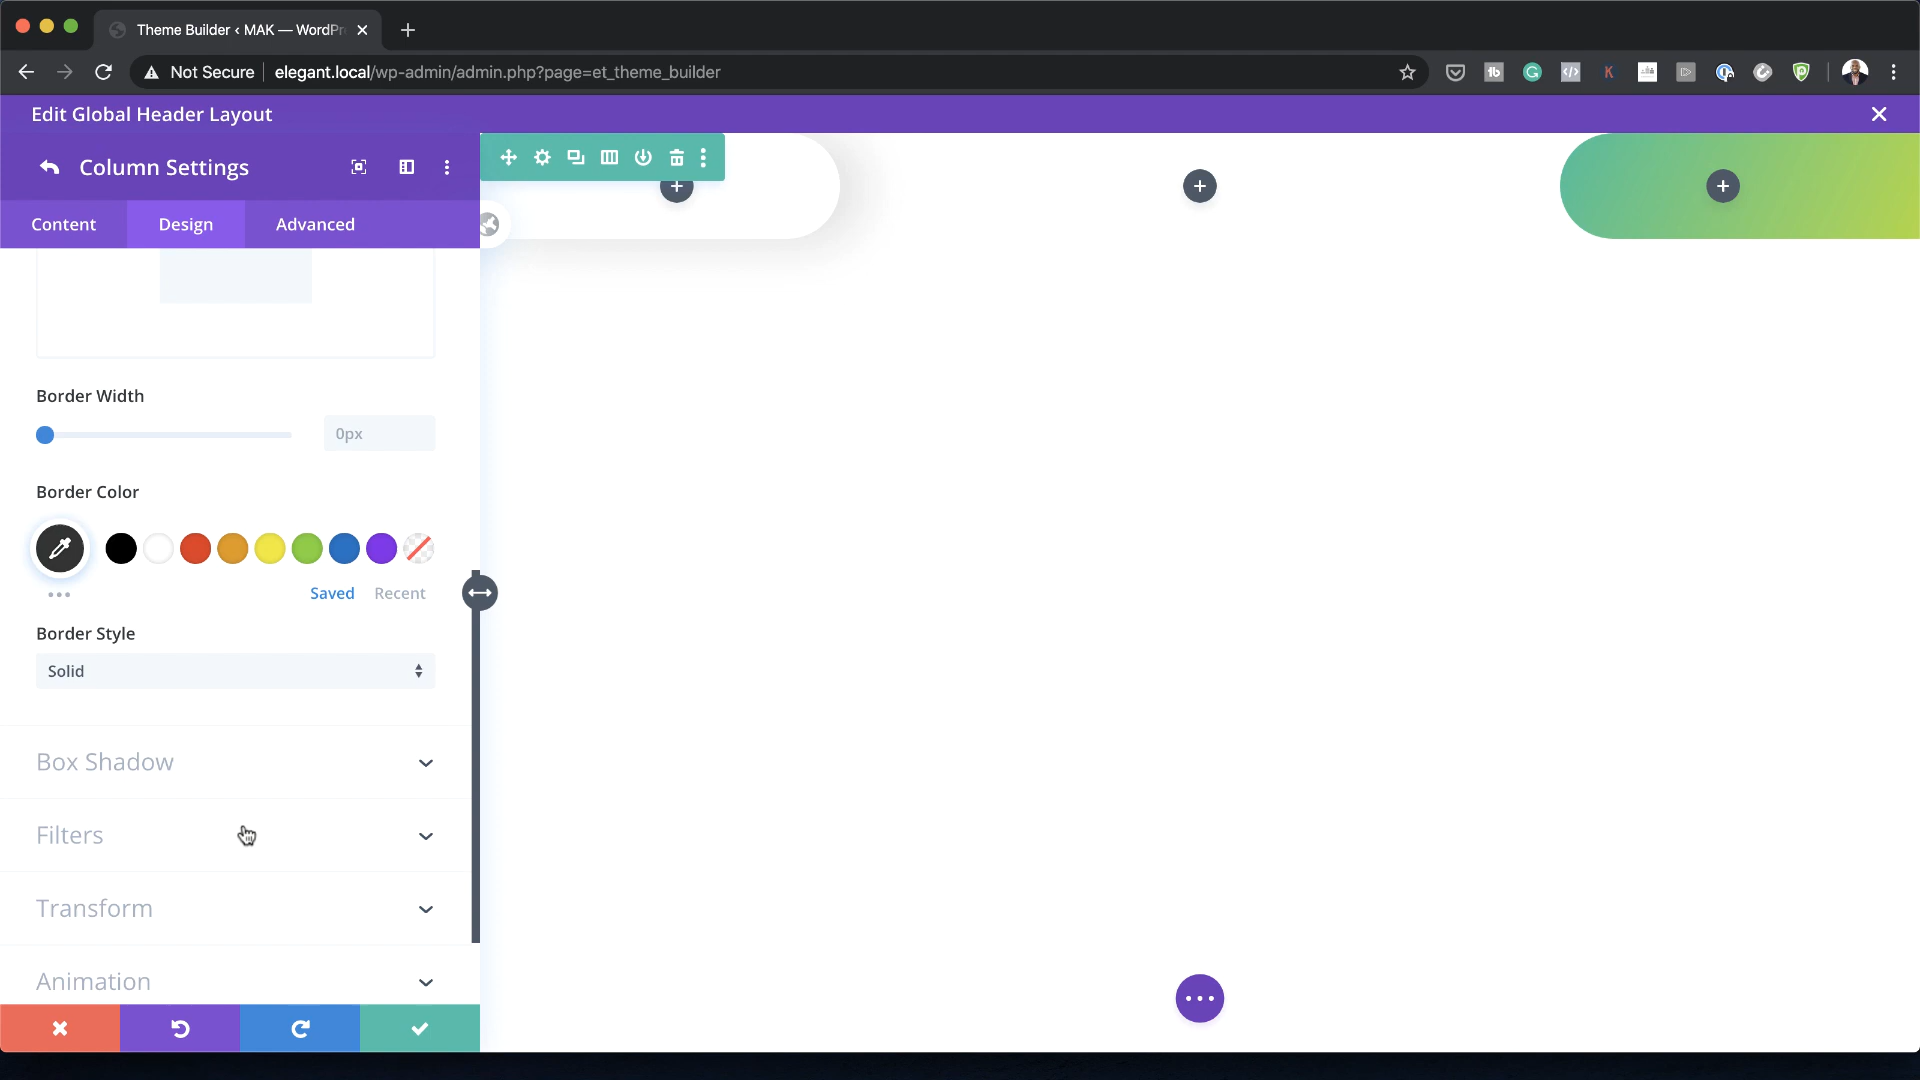 Theme Builder ‹ MAK — WordPr
Not Secure elegant.local/wp-admin/admin.php?page=et_theme_builder
Edit Global Header Layout
Column Settings
Content Design Advanced
Border Width
0px
Border Color
Saved Recent
Border Style
Solid
Box Shadow
Filters
Transform
Animation